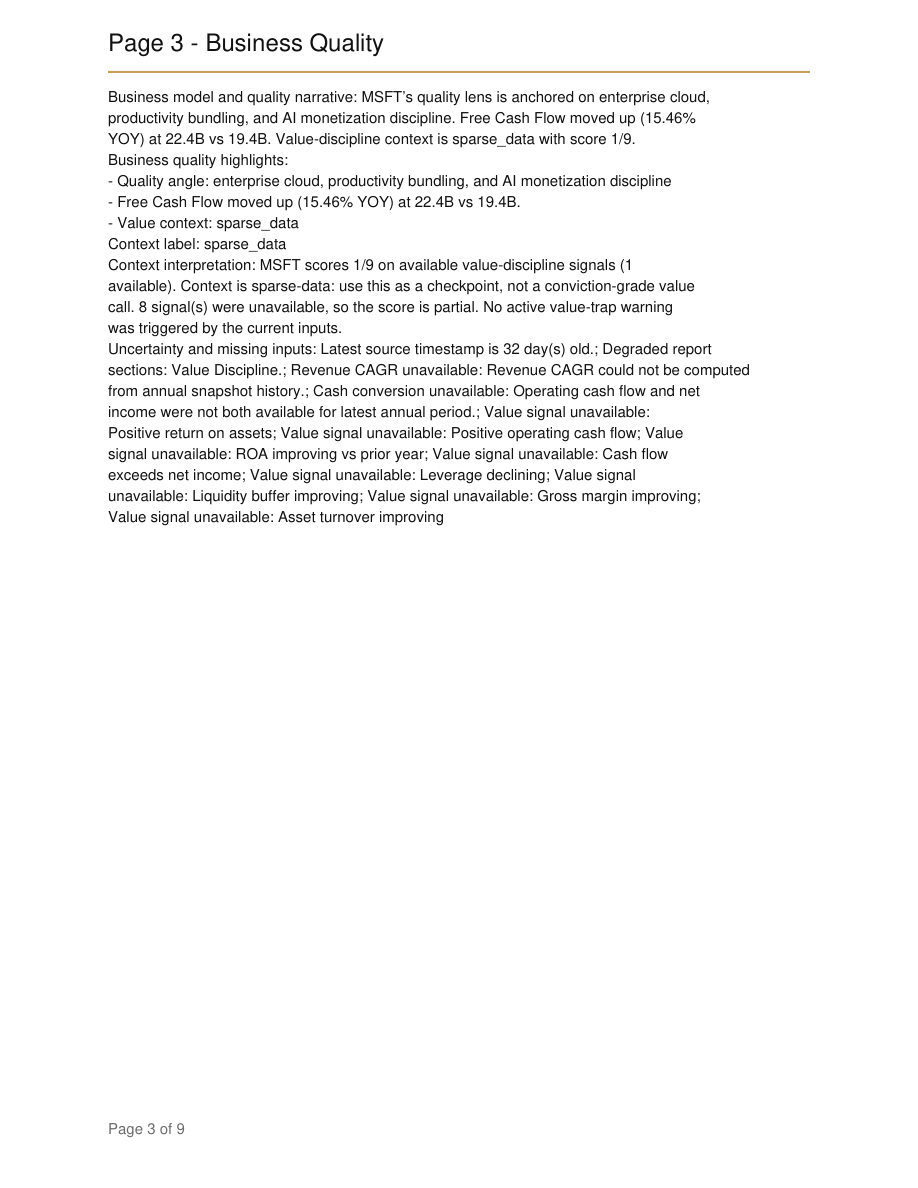 Page 3 - Business Quality
Business model and quality narrative: MSFT's quality lens is anchored on enterprise cloud,
productivity bundling, and AI monetization discipline. Free Cash Flow moved up (15.46%
YOY) at 22.4B vs 19.4B. Value-discipline context is sparse_data with score 1/9.
Business quality highlights:
- Quality angle: enterprise cloud, productivity bundling, and AI monetization discipline
- Free Cash Flow moved up (15.46% YOY) at 22.4B vs 19.4B.
- Value context: sparse_data
Context label: sparse_data
Context interpretation: MSFT scores 1/9 on available value-discipline signals (1
available). Context is sparse-data: use this as a checkpoint, not a conviction-grade value
call. 8 signal(s) were unavailable, so the score is partial. No active value-trap warning
was triggered by the current inputs.
Uncertainty and missing inputs: Latest source timestamp is 32 day(s) old.; Degraded report
sections: Value Discipline.; Revenue CAGR unavailable: Revenue CAGR could not be computed
from annual snapshot history.; Cash conversion unavailable: Operating cash flow and net
income were not both available for latest annual period.; Value signal unavailable:
Positive return on assets; Value signal unavailable: Positive operating cash flow; Value
signal unavailable: ROA improving vs prior year; Value signal unavailable: Cash flow
exceeds net income; Value signal unavailable: Leverage declining; Value signal
unavailable: Liquidity buffer improving; Value signal unavailable: Gross margin improving;
Value signal unavailable: Asset turnover improving
Page 3 of 9